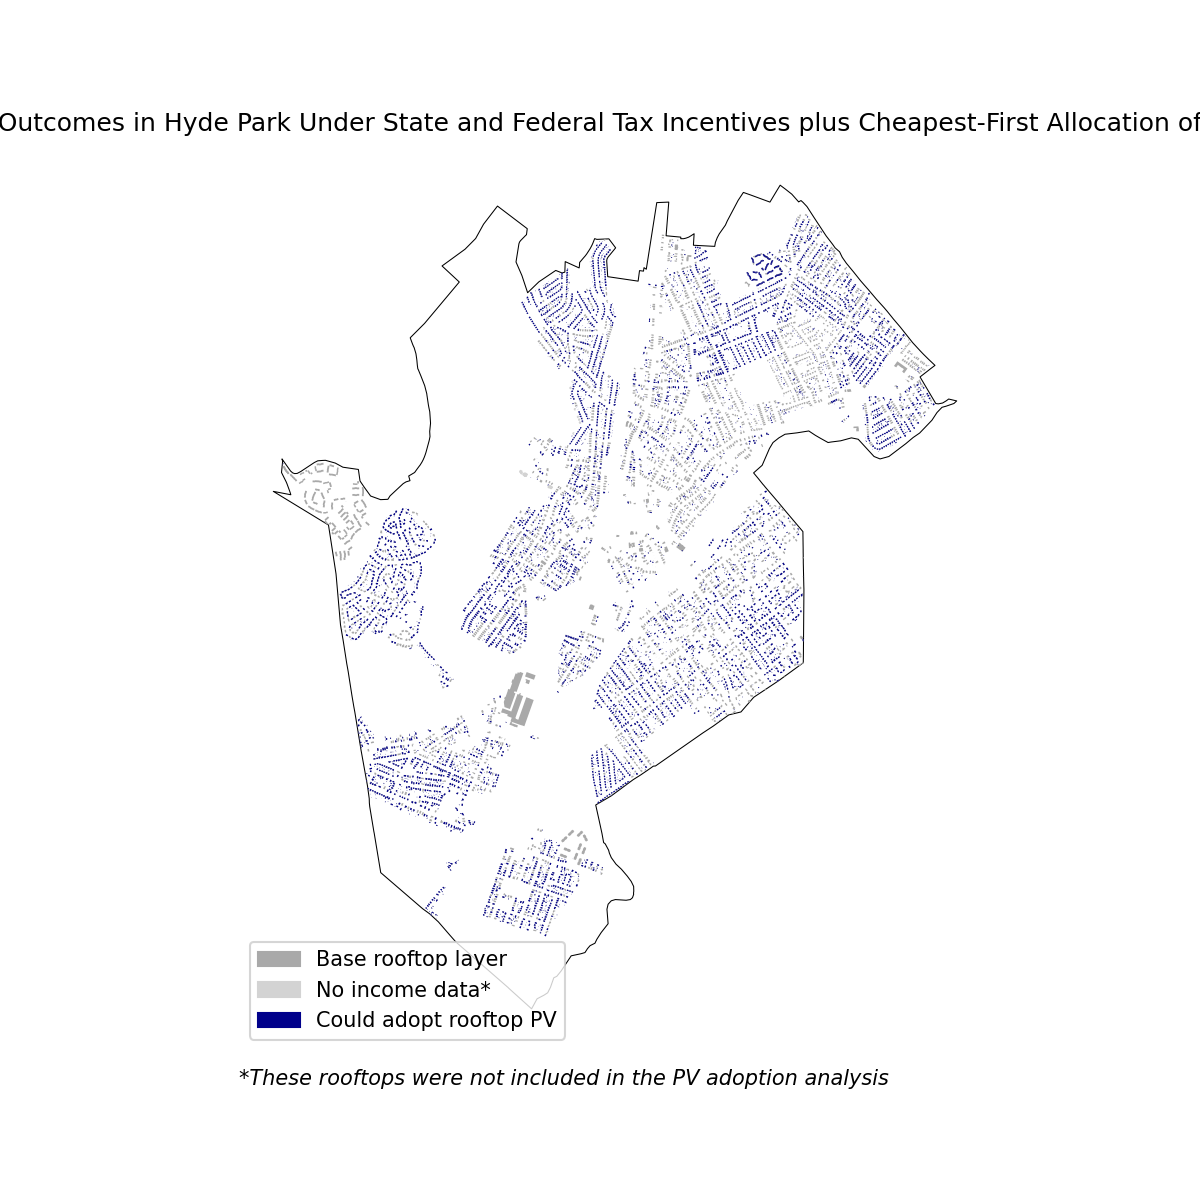 Outcomes in Hyde Park Under State and Federal Tax Incentives plus Cheapest-First Allocation of
Base rooftop layer
No income data*
Could adopt rooftop PV
*These rooftops were not included in the PV adoption analysis